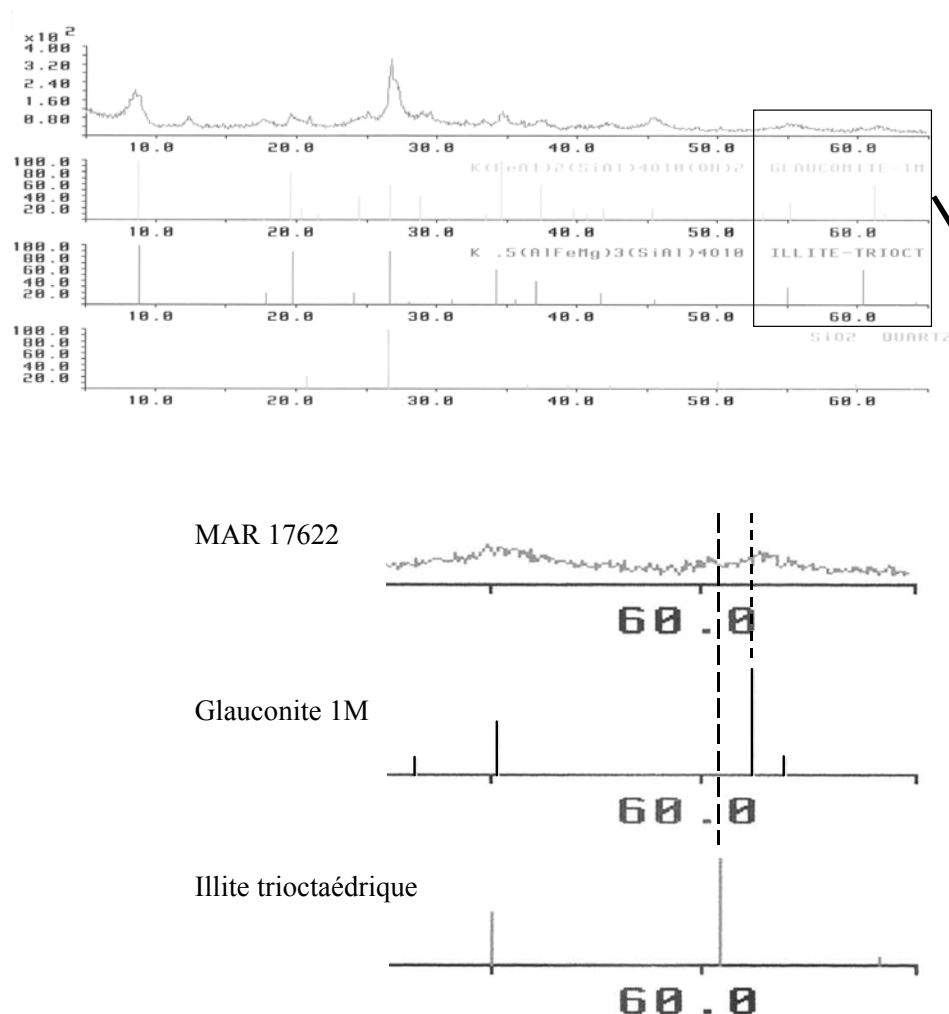 ×10 2
4.00
3.20
2.40
1.60
0.80
10.0 20.0 30.0 40.0 50.0 60.0
100.0 K(FeAl)2(SiAl)4O10(OH)2 GLAUCONITE-1M
80.0
60.0
40.0
20.0
10.0 20.0 30.0 40.0 50.0 60.0
100.0 K .5(AlFeMg)3(SiAl)4O10 ILLITE-TRIOCT
80.0
60.0
40.0
20.0
10.0 20.0 30.0 40.0 50.0 60.0
100.0 SiO2 QUARTZ
80.0
60.0
40.0
20.0
10.0 20.0 30.0 40.0 50.0 60.0
MAR 17622
60.0
Glauconite 1M
60.0
Illite trioctaédrique
60.0